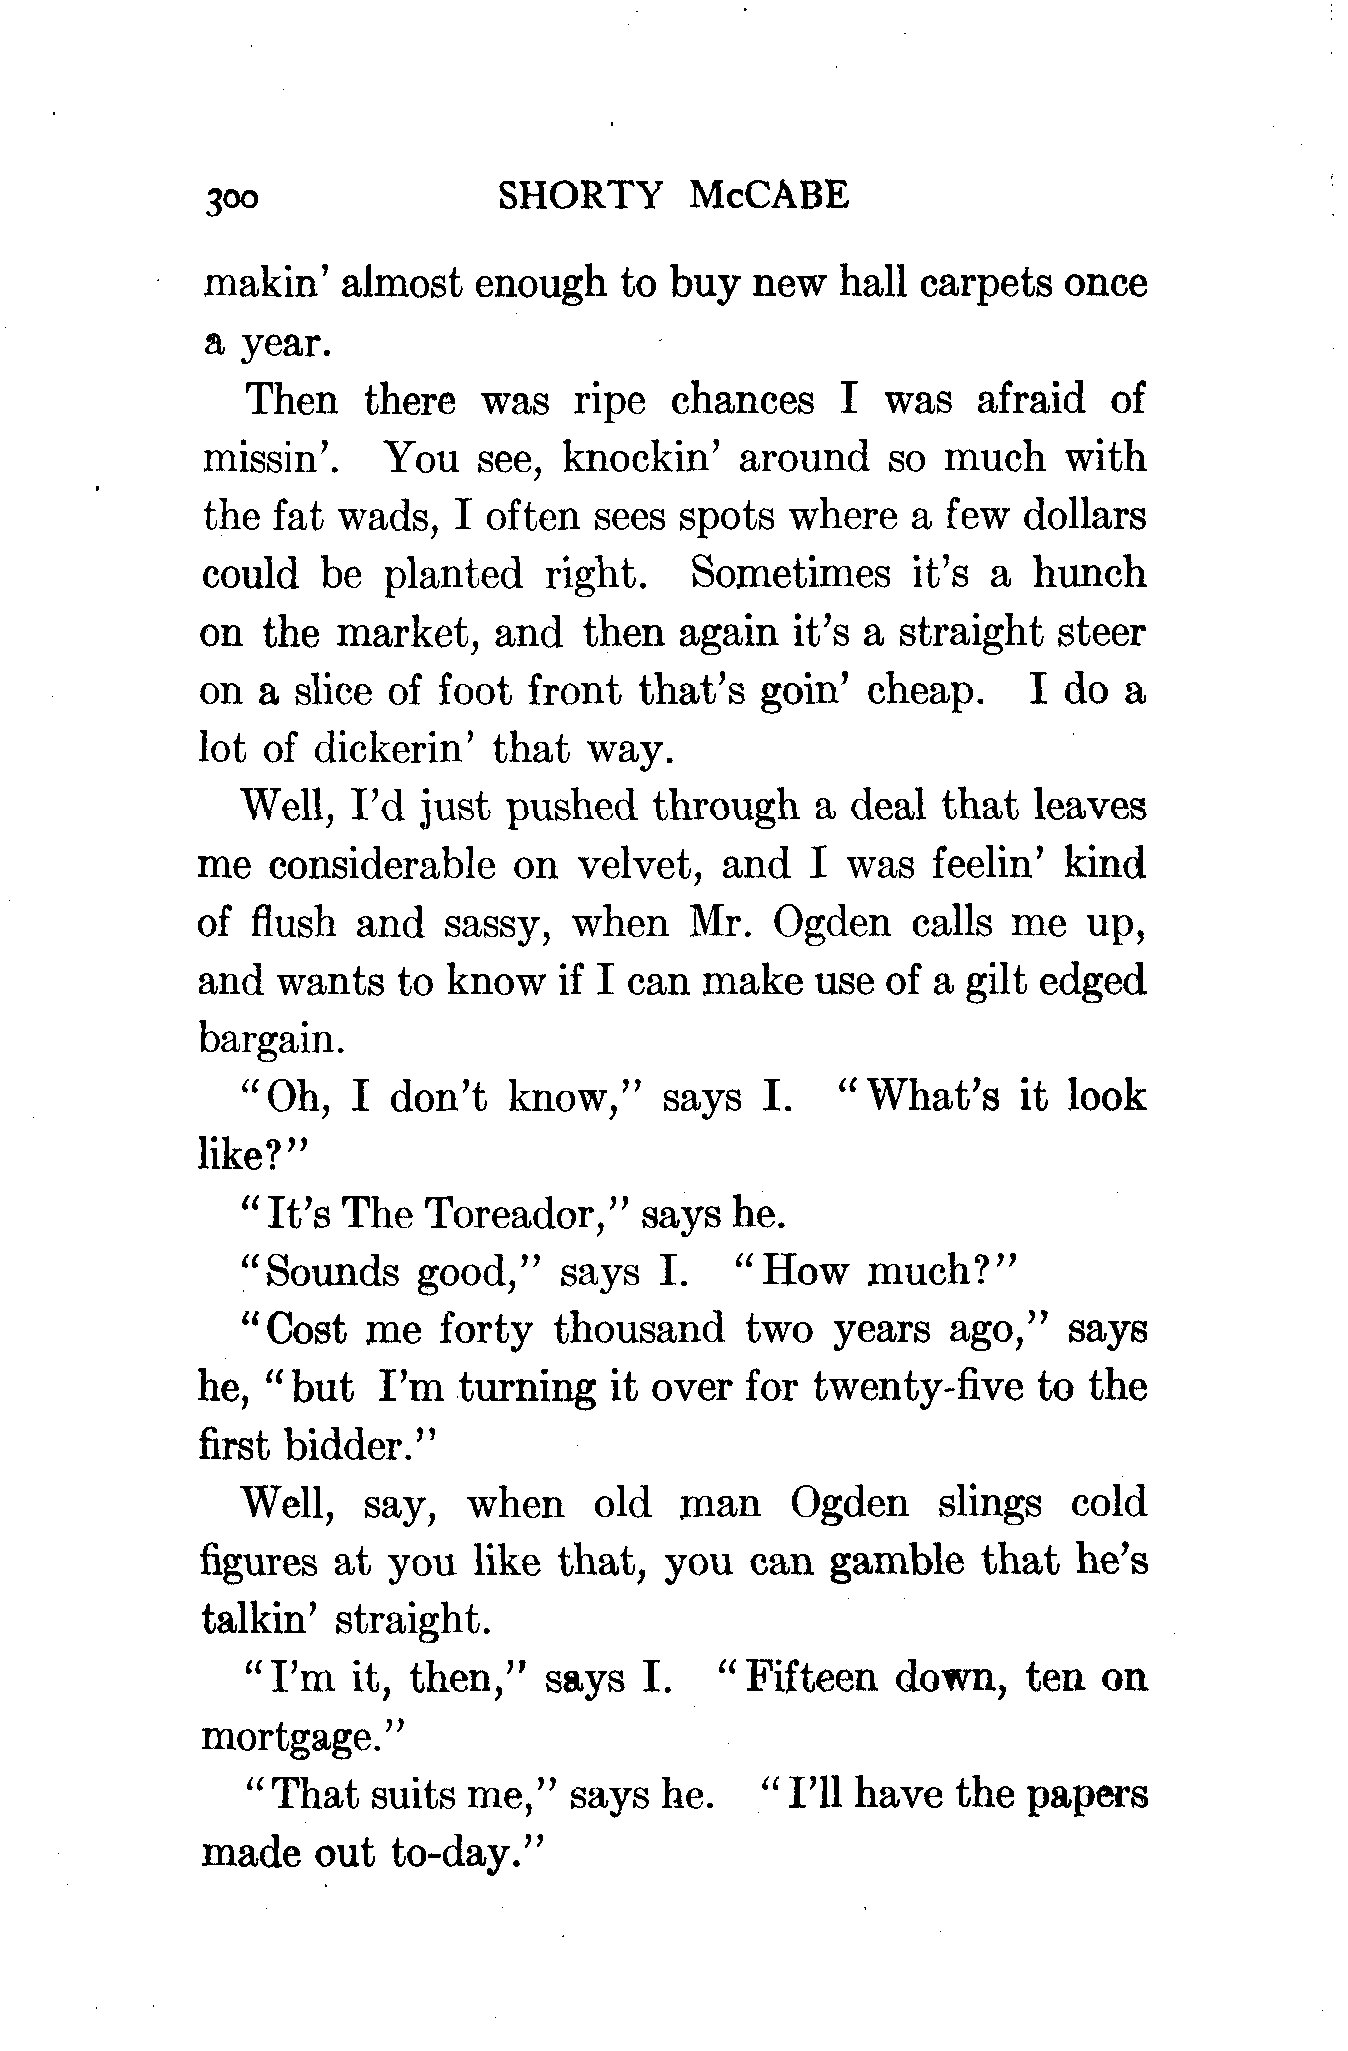 300 SHORTY McCABE
makin' almost enough to buy new hall carpets once
a year.
Then there was ripe chances I was afraid of
missin'. You see, knockin' around so much with
the fat wads, I often sees spots where a few dollars
could be planted right. Sometimes it's a hunch
on the market, and then again it's a straight steer
on a slice of foot front that's goin' cheap. I do a
lot of dickerin' that way.
Well, I'd just pushed through a deal that leaves
me considerable on velvet, and I was feelin' kind
of flush and sassy, when Mr. Ogden calls me up,
and wants to know if I can make use of a gilt edged
bargain.
"Oh, I don't know," says I. "What's it look
like?"
"It's The Toreador," says he.
"Sounds good," says I. "How much?"
"Cost me forty thousand two years ago," says
he, "but I'm turning it over for twenty-five to the
first bidder."
Well, say, when old man Ogden slings cold
figures at you like that, you can gamble that he's
talkin' straight.
"I'm it, then," says I. "Fifteen down, ten on
mortgage."
"That suits me," says he. "I'll have the papers
made out to-day."